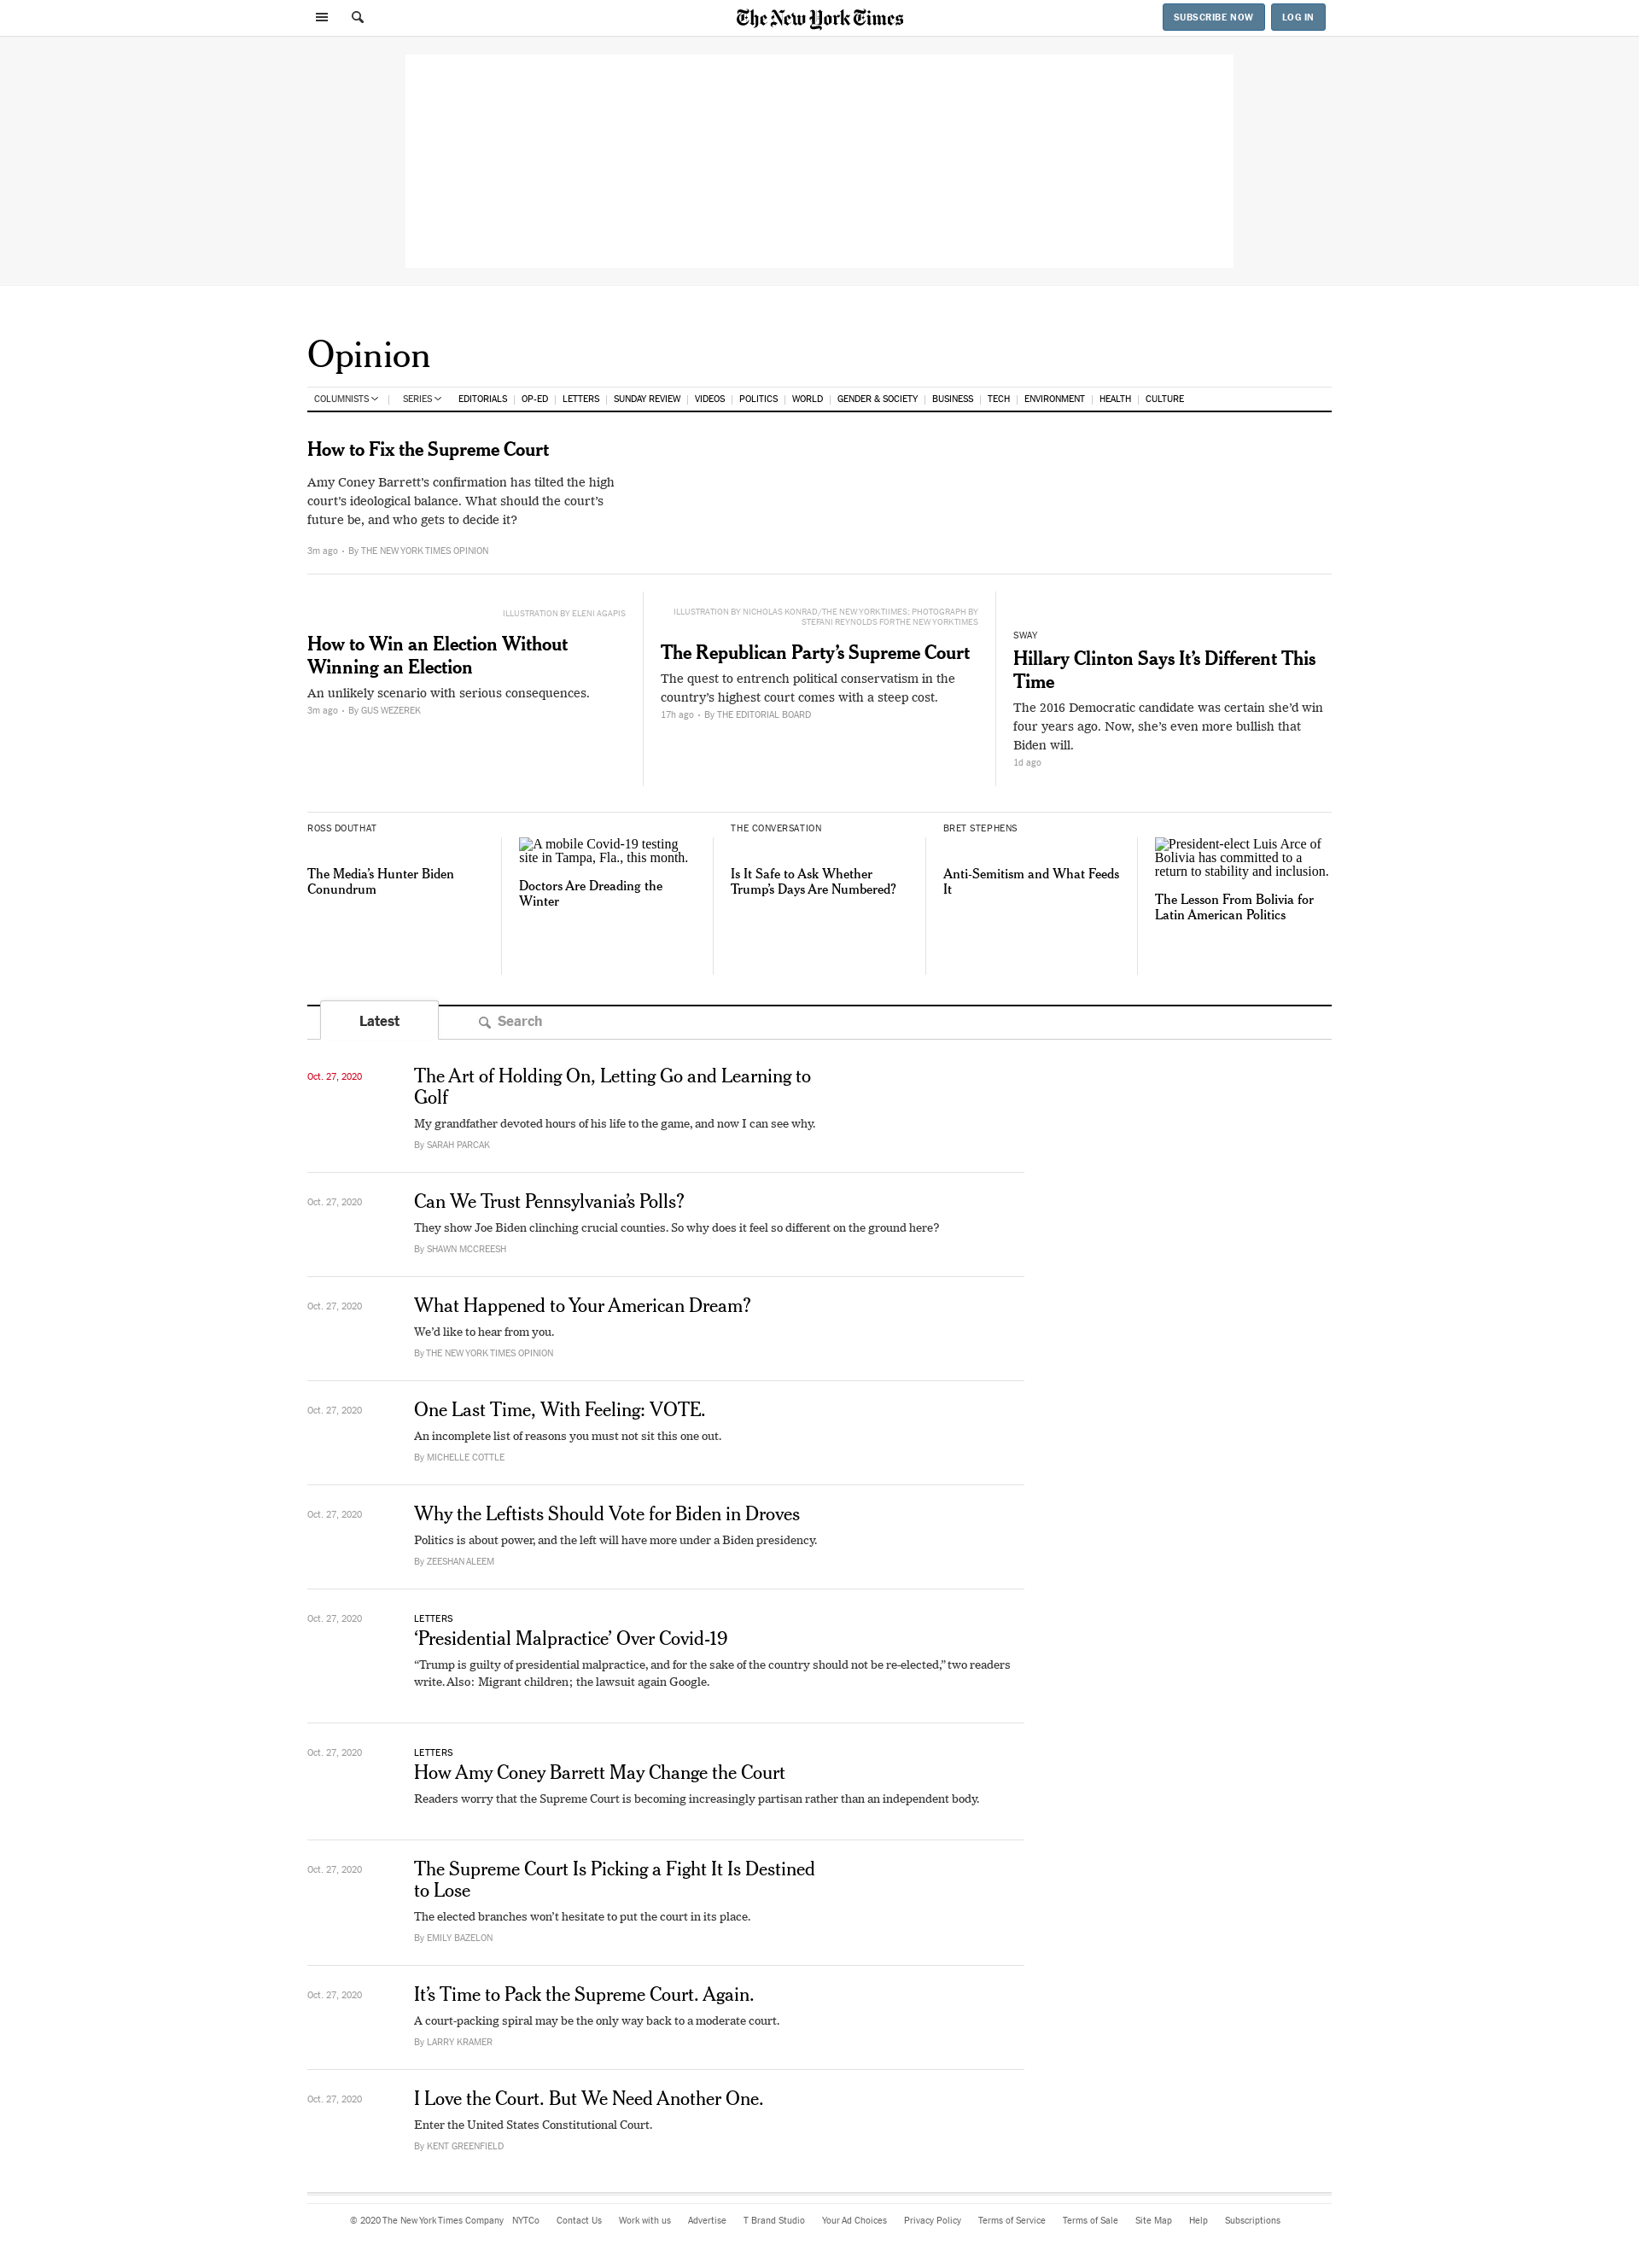 The New York Times
SUBSCRIBE NOW
LOG IN
Opinion
COLUMNISTS | SERIES EDITORIALS | OP-ED | LETTERS | SUNDAY REVIEW | VIDEOS | POLITICS | WORLD | GENDER & SOCIETY | BUSINESS | TECH | ENVIRONMENT | HEALTH | CULTURE
How to Fix the Supreme Court
Amy Coney Barrett’s confirmation has tilted the high
court’s ideological balance. What should the court’s
future be, and who gets to decide it?
3m ago • By THE NEW YORK TIMES OPINION
ILLUSTRATION BY ELENI AGAPIS
How to Win an Election Without
Winning an Election
An unlikely scenario with serious consequences.
3m ago • By GUS WEZEREK
ILLUSTRATION BY NICHOLAS KONRAD/THE NEW YORK TIIMES; PHOTOGRAPH BY
STEFANI REYNOLDS FOR THE NEW YORK TIMES
The Republican Party’s Supreme Court
The quest to entrench political conservatism in the
country’s highest court comes with a steep cost.
17h ago • By THE EDITORIAL BOARD
SWAY
Hillary Clinton Says It’s Different This
Time
The 2016 Democratic candidate was certain she’d win
four years ago. Now, she’s even more bullish that
Biden will.
1d ago
ROSS DOUTHAT
The Media’s Hunter Biden
Conundrum
A mobile Covid-19 testing
site in Tampa, Fla., this month.
Doctors Are Dreading the
Winter
THE CONVERSATION
Is It Safe to Ask Whether
Trump’s Days Are Numbered?
BRET STEPHENS
Anti-Semitism and What Feeds
It
President-elect Luis Arce of
Bolivia has committed to a
return to stability and inclusion.
The Lesson From Bolivia for
Latin American Politics
Latest
Search
Oct. 27, 2020
The Art of Holding On, Letting Go and Learning to
Golf
My grandfather devoted hours of his life to the game, and now I can see why.
By SARAH PARCAK
Oct. 27, 2020
Can We Trust Pennsylvania’s Polls?
They show Joe Biden clinching crucial counties. So why does it feel so different on the ground here?
By SHAWN MCCREESH
Oct. 27, 2020
What Happened to Your American Dream?
We’d like to hear from you.
By THE NEW YORK TIMES OPINION
Oct. 27, 2020
One Last Time, With Feeling: VOTE.
An incomplete list of reasons you must not sit this one out.
By MICHELLE COTTLE
Oct. 27, 2020
Why the Leftists Should Vote for Biden in Droves
Politics is about power, and the left will have more under a Biden presidency.
By ZEESHAN ALEEM
Oct. 27, 2020
LETTERS
‘Presidential Malpractice’ Over Covid-19
“Trump is guilty of presidential malpractice, and for the sake of the country should not be re-elected,” two readers
write. Also: Migrant children; the lawsuit again Google.
Oct. 27, 2020
LETTERS
How Amy Coney Barrett May Change the Court
Readers worry that the Supreme Court is becoming increasingly partisan rather than an independent body.
Oct. 27, 2020
The Supreme Court Is Picking a Fight It Is Destined
to Lose
The elected branches won’t hesitate to put the court in its place.
By EMILY BAZELON
Oct. 27, 2020
It’s Time to Pack the Supreme Court. Again.
A court-packing spiral may be the only way back to a moderate court.
By LARRY KRAMER
Oct. 27, 2020
I Love the Court. But We Need Another One.
Enter the United States Constitutional Court.
By KENT GREENFIELD
© 2020 The New York Times Company NYTCo Contact Us Work with us Advertise T Brand Studio Your Ad Choices Privacy Policy Terms of Service Terms of Sale Site Map Help Subscriptions